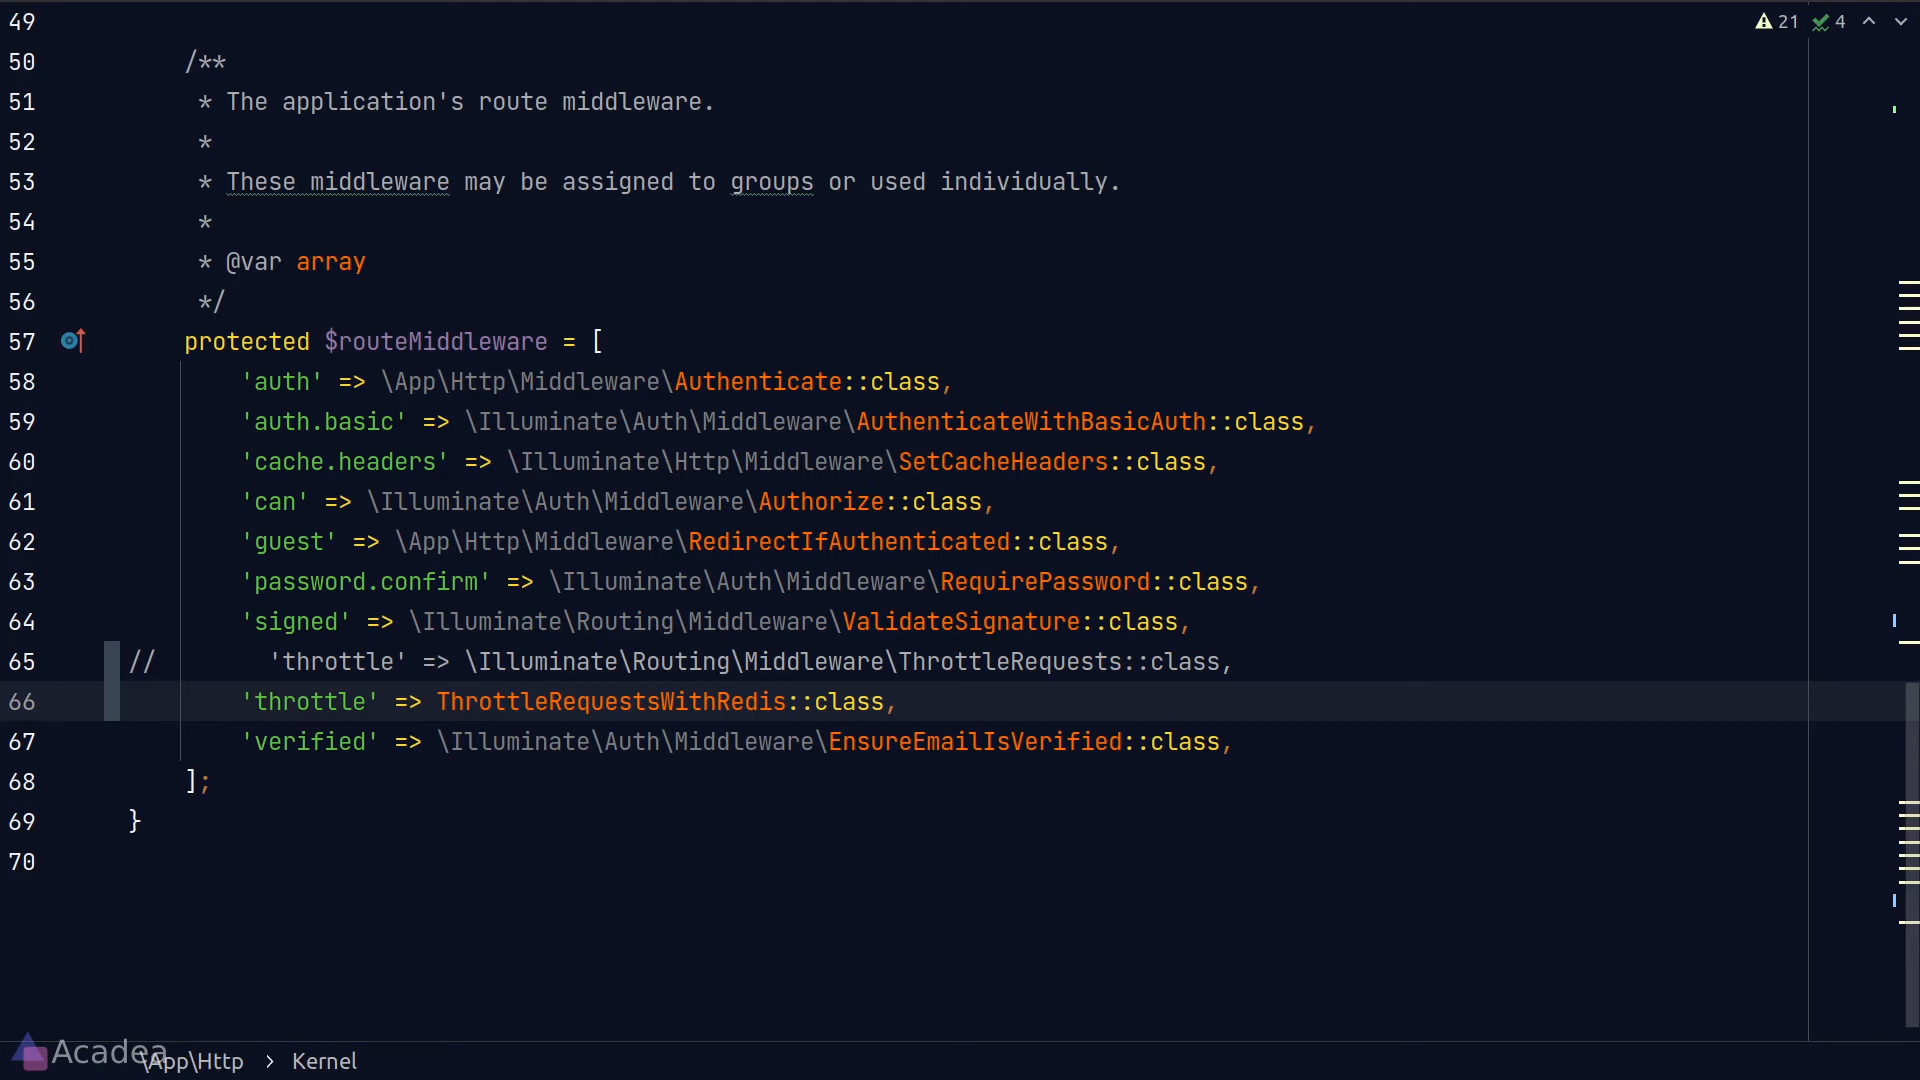 49
21 4
50 /**
51 * The application's route middleware.
52 *
53 * These middleware may be assigned to groups or used individually.
54 *
55 * @var array
56 */
57 protected $routeMiddleware = [
58 'auth' => \App\Http\Middleware\Authenticate::class,
59 'auth.basic' => \Illuminate\Auth\Middleware\AuthenticateWithBasicAuth::class,
60 'cache.headers' => \Illuminate\Http\Middleware\SetCacheHeaders::class,
61 'can' => \Illuminate\Auth\Middleware\Authorize::class,
62 'guest' => \App\Http\Middleware\RedirectIfAuthenticated::class,
63 'password.confirm' => \Illuminate\Auth\Middleware\RequirePassword::class,
64 'signed' => \Illuminate\Routing\Middleware\ValidateSignature::class,
65 // 'throttle' => \Illuminate\Routing\Middleware\ThrottleRequests::class,
66 'throttle' => ThrottleRequestsWithRedis::class,
67 'verified' => \Illuminate\Auth\Middleware\EnsureEmailIsVerified::class,
68 ];
69 }
70
Acadea
\App\Http > Kernel